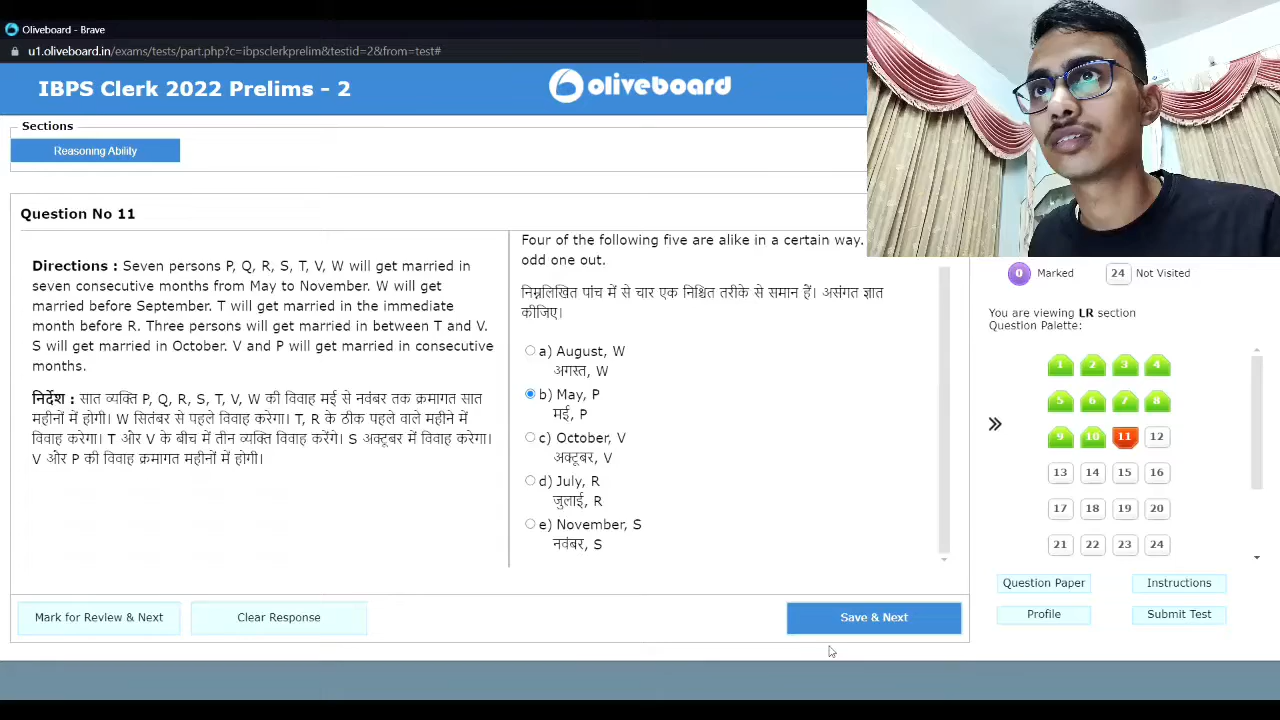 Oliveboard - Brave
u1.oliveboard.in/exams/tests/part.php?c=ibpsclerkprelim&testid=2&from=test#
IBPS Clerk 2022 Prelims - 2
oliveboard
Sections
Reasoning Ability
Question No 11
Directions : Seven persons P, Q, R, S, T, V, W will get married in
seven consecutive months from May to November. W will get
married before September. T will get married in the immediate
month before R. Three persons will get married in between T and V.
S will get married in October. V and P will get married in consecutive
months.
निर्देश : सात व्यक्ति P, Q, R, S, T, V, W की विवाह मई से नवंबर तक क्रमागत सात
महीनों में होगी। W सितंबर से पहले विवाह करेगा। T, R के ठीक पहले वाले महीने में
विवाह करेगा। T और V के बीच में तीन व्यक्ति विवाह करेंगे। S अक्टूबर में विवाह करेगा।
V और P की विवाह क्रमागत महीनों में होगी।
Four of the following five are alike in a certain way.
odd one out.
निम्नलिखित पांच में से चार एक निश्चित तरीके से समान हैं। असंगत ज्ञात
कीजिए।
a) August, W
अगस्त, W
b) May, P
मई, P
c) October, V
अक्टूबर, V
d) July, R
जुलाई, R
e) November, S
नवंबर, S
Mark for Review & Next
Clear Response
Save & Next
0 Marked 24 Not Visited
You are viewing LR section
Question Palette:
1 2 3 4
5 6 7 8
9 10 11 12
13 14 15 16
17 18 19 20
21 22 23 24
Question Paper Instructions
Profile Submit Test